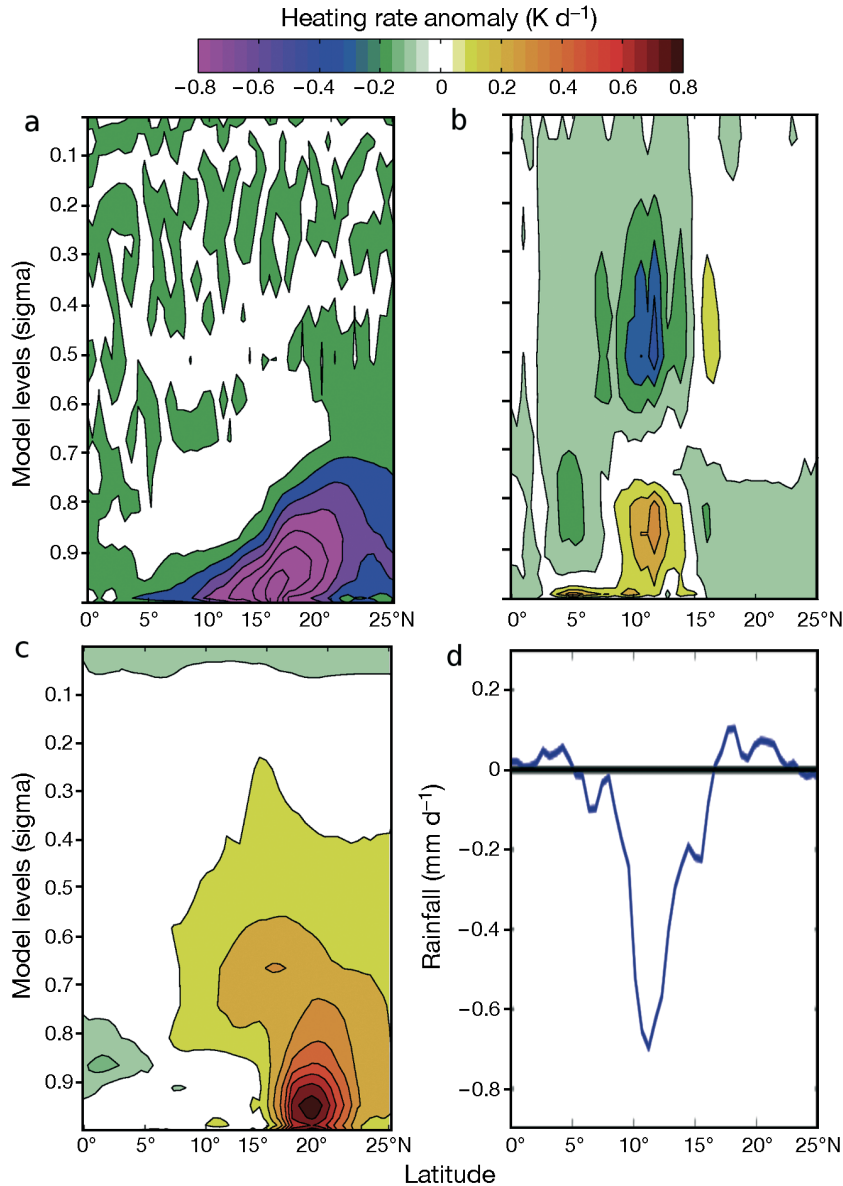 Heating rate anomaly (K d⁻¹)
−0.8 −0.6 −0.4 −0.2 0 0.2 0.4 0.6 0.8
a
b
Model levels (sigma)
0.1
0.2
0.3
0.4
0.5
0.6
0.7
0.8
0.9
0° 5° 10° 15° 20° 25°N
0° 5° 10° 15° 20° 25°N
c
d
Model levels (sigma)
0.1
0.2
0.3
0.4
0.5
0.6
0.7
0.8
0.9
0° 5° 10° 15° 20° 25°N
Rainfall (mm d⁻¹)
0.2
0
−0.2
−0.4
−0.6
−0.8
0° 5° 10° 15° 20° 25°N
Latitude